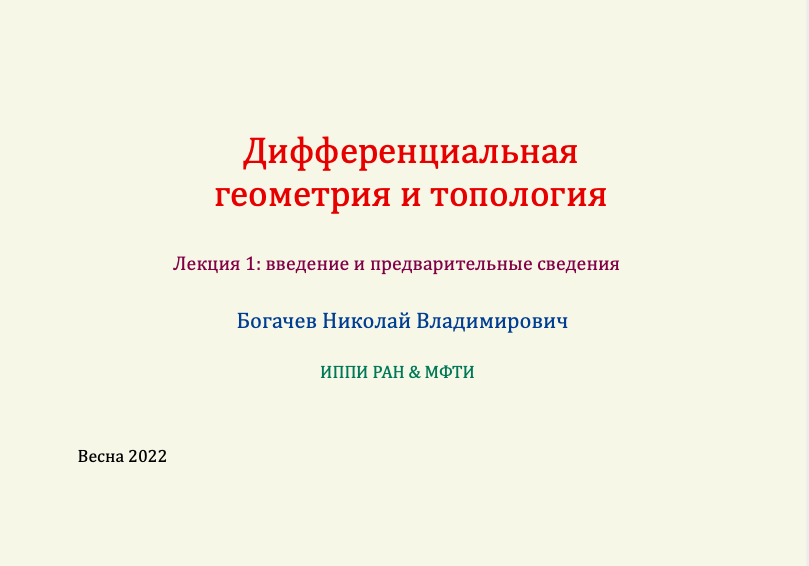 Дифференциальная
геометрия и топология
Лекция 1: введение и предварительные сведения
Богачев Николай Владимирович
ИППИ РАН & МФТИ
Весна 2022